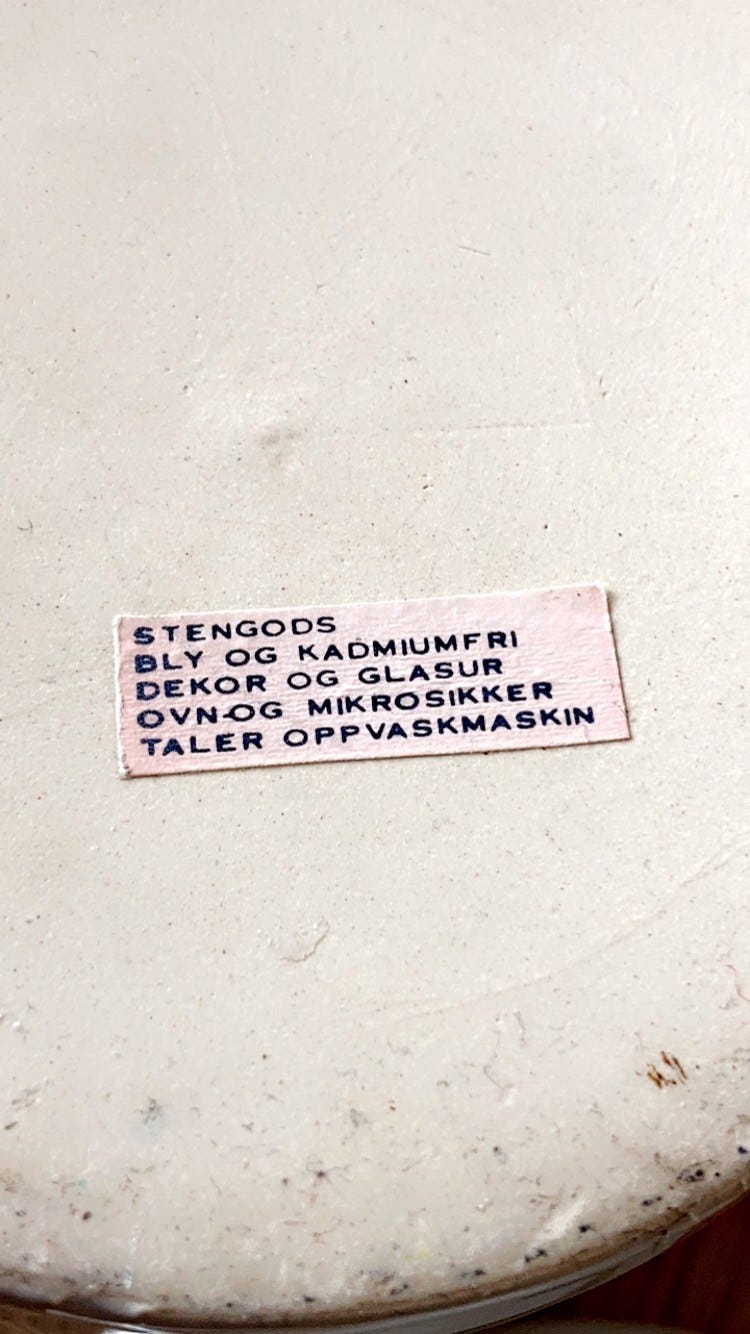 STENGODS
BLY OG KADMIUMFRI
DEKOR OG GLASUR
OVN-OG MIKROSIKKER
TALER OPPVASKMASKIN